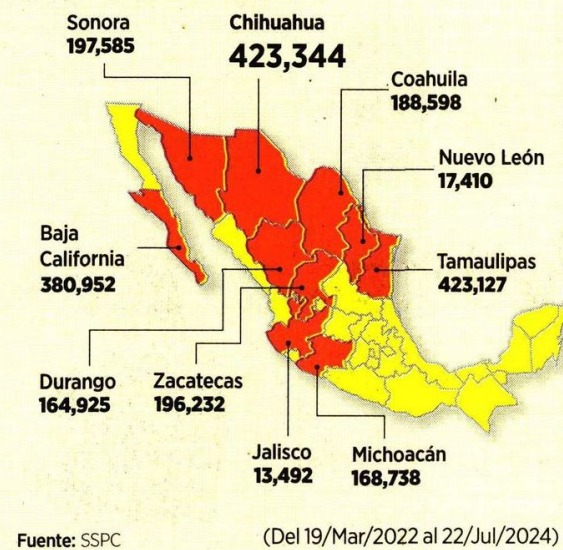 Sonora
197,585
Chihuahua
423,344
Coahuila
188,598
Nuevo León
17,410
Baja
California
380,952
Tamaulipas
423,127
Durango
164,925
Zacatecas
196,232
Jalisco
13,492
Michoacán
168,738
Fuente: SSPC
(Del 19/Mar/2022 al 22/Jul/2024)